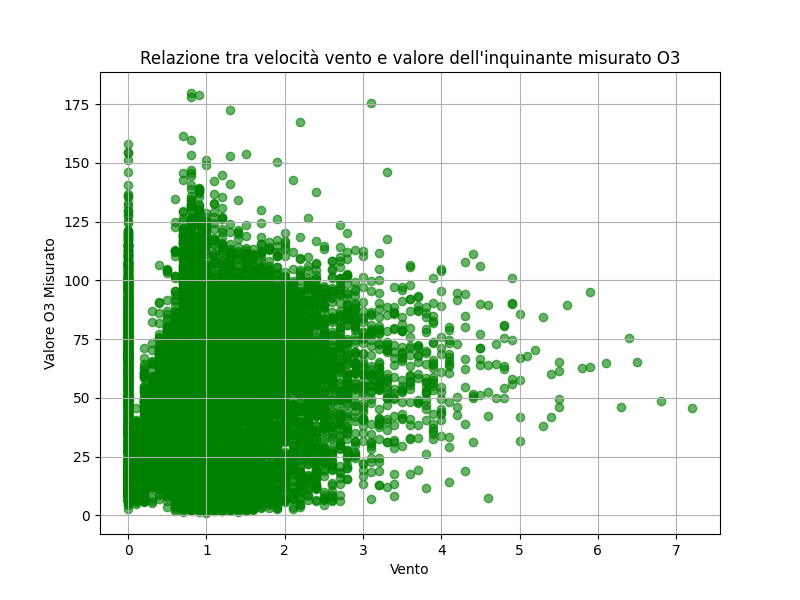 Relazione tra velocità vento e valore dell'inquinante misurato O3
Valore O3 Misurato
175
150
125
100
75
50
25
0
0 1 2 3 4 5 6 7
Vento